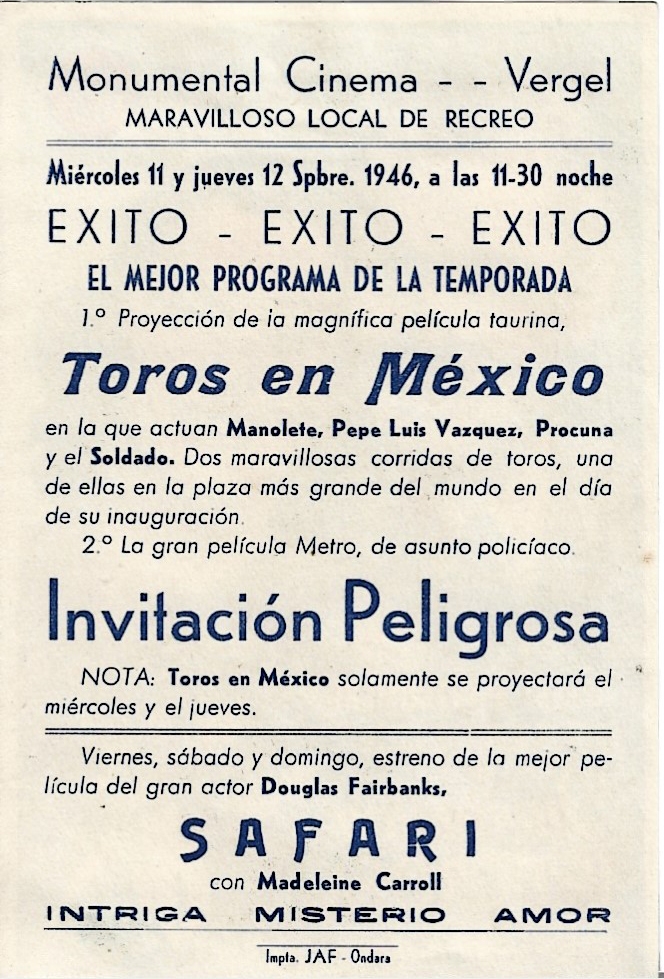 Monumental Cinema - - Vergel
MARAVILLOSO LOCAL DE RECREO
Miércoles 11 y jueves 12 Spbre. 1946, a las 11-30 noche
EXITO - EXITO - EXITO
EL MEJOR PROGRAMA DE LA TEMPORADA
1.º Proyección de ia magnífica película taurina,
Toros en México
en la que actuan Manolete, Pepe Luis Vazquez, Procuna
y el Soldado. Dos maravillosas corridas de toros, una
de ellas en la plaza más grande del mundo en el día
de su inauguración.
2.º La gran película Metro, de asunto policíaco.
Invitación Peligrosa
NOTA: Toros en México solamente se proyectará el
miércoles y el jueves.
Viernes, sábado y domingo, estreno de la mejor pe-
lícula del gran actor Douglas Fairbanks,
SAFARI
con Madeleine Carroll
INTRIGA MISTERIO AMOR
Impta. JAF - Ondara